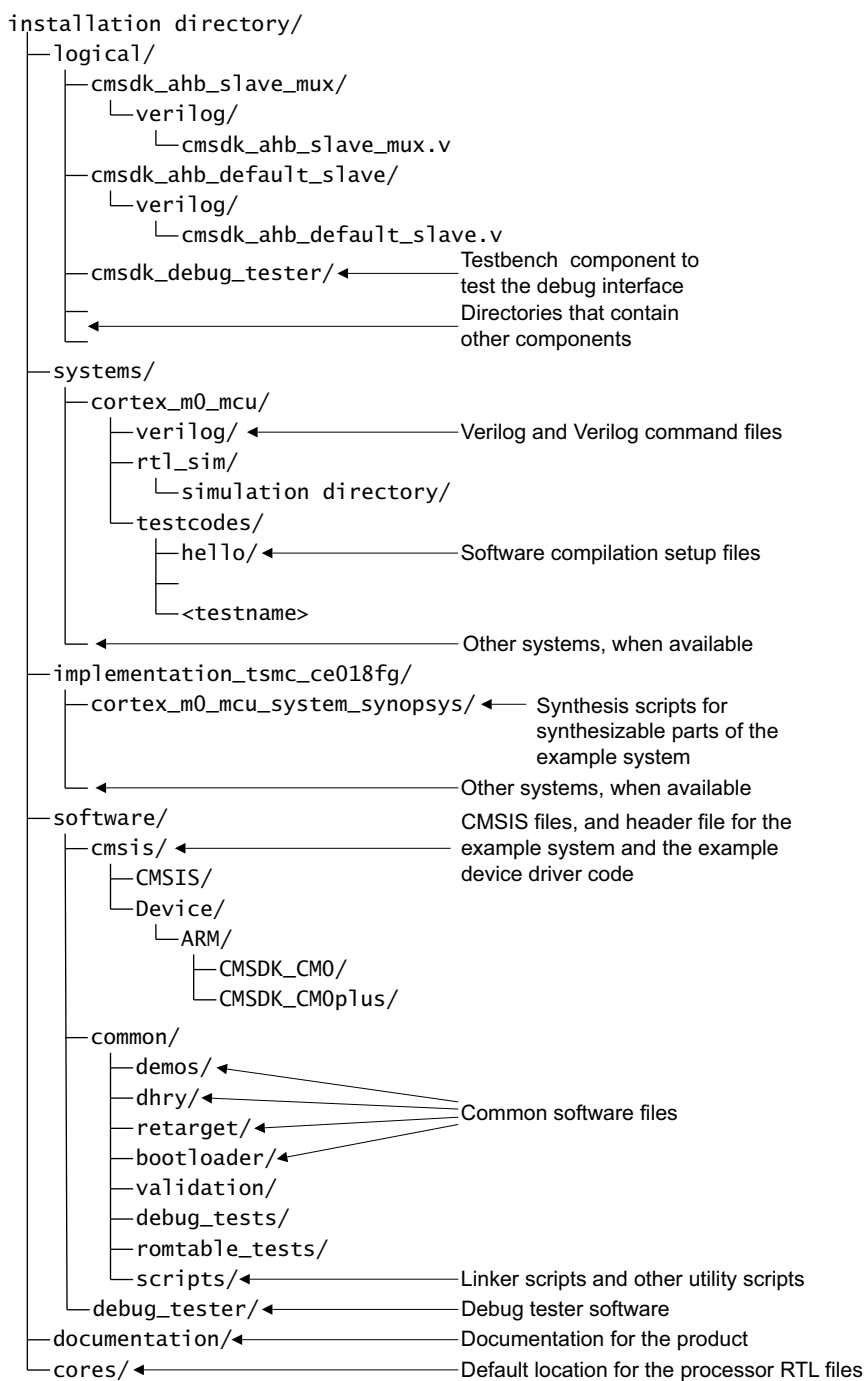 installation directory/
logical/
cmsdk_ahb_slave_mux/
verilog/
cmsdk_ahb_slave_mux.v
cmsdk_ahb_default_slave/
verilog/
cmsdk_ahb_default_slave.v
cmsdk_debug_tester/
Testbench component to
test the debug interface
Directories that contain
other components
systems/
cortex_m0_mcu/
verilog/
Verilog and Verilog command files
rtl_sim/
simulation directory/
testcodes/
hello/
Software compilation setup files
<testname>
Other systems, when available
implementation_tsmc_ce018fg/
cortex_m0_mcu_system_synopsys/
Synthesis scripts for
synthesizable parts of the
example system
Other systems, when available
software/
cmsis/
CMSIS files, and header file for the
example system and the example
device driver code
CMSIS/
Device/
ARM/
CMSDK_CM0/
CMSDK_CM0plus/
common/
demos/
dhry/
retarget/
bootloader/
Common software files
validation/
debug_tests/
romtable_tests/
scripts/
Linker scripts and other utility scripts
debug_tester/
Debug tester software
documentation/
Documentation for the product
cores/
Default location for the processor RTL files